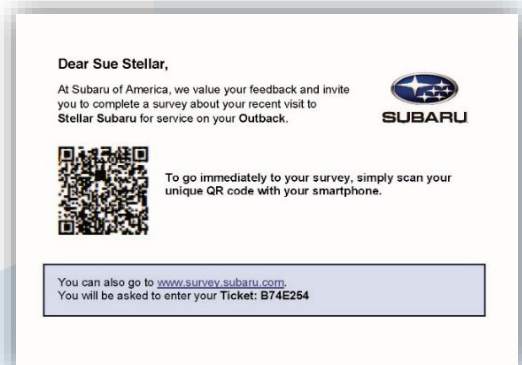 Dear Sue Stellar,
At Subaru of America, we value your feedback and invite
you to complete a survey about your recent visit to
Stellar Subaru for service on your Outback.
SUBARU
To go immediately to your survey, simply scan your
unique QR code with your smartphone.
You can also go to www.survey.subaru.com.
You will be asked to enter your Ticket: B74E254